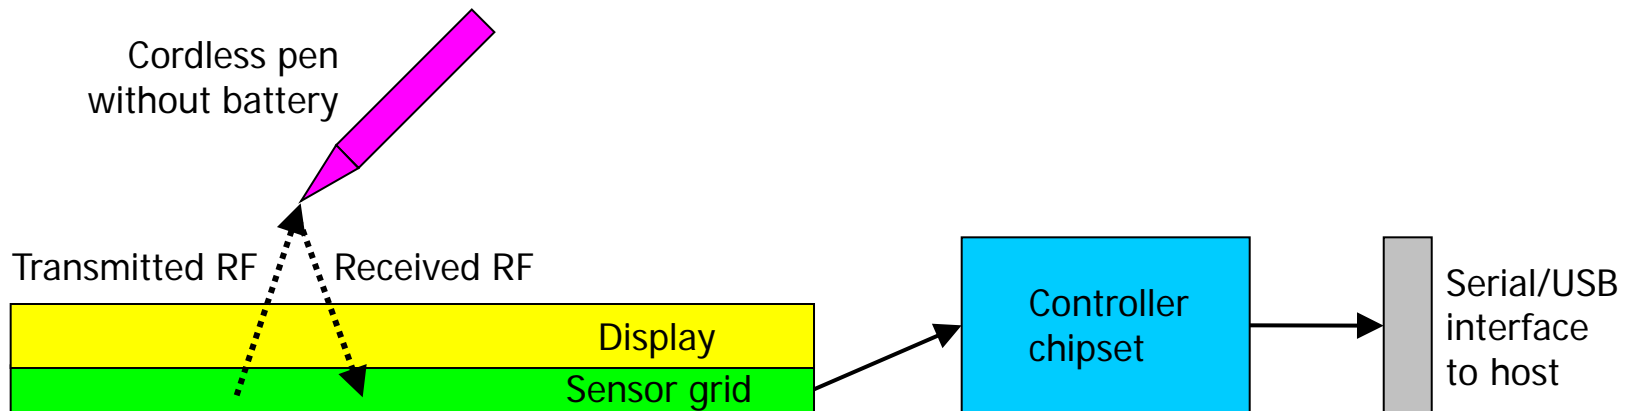 Cordless pen
without battery
Transmitted RF
Received RF
Display
Sensor grid
Controller
chipset
Serial/USB
interface
to host